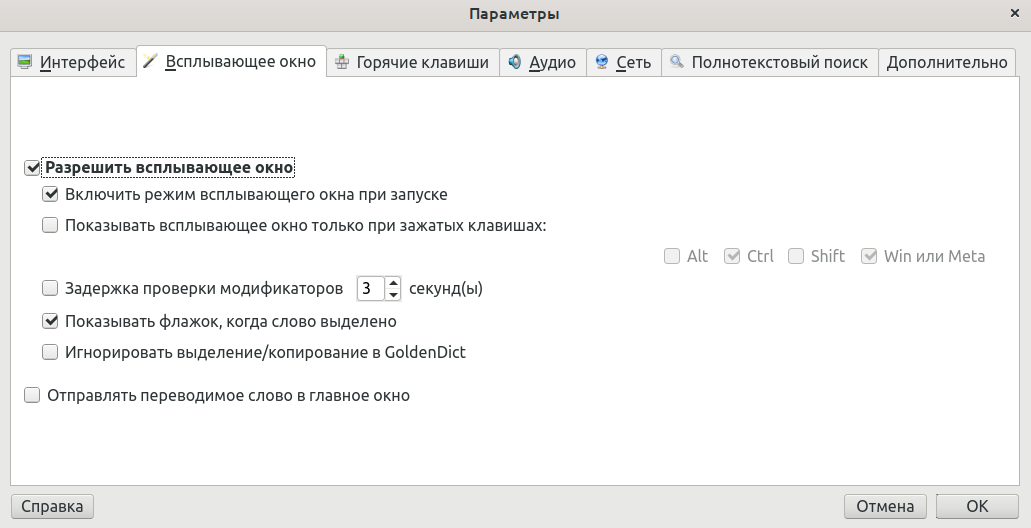 Параметры
Интерфейс Всплывающее окно Горячие клавиши Аудио Сеть Полнотекстовый поиск Дополнительно
Разрешить всплывающее окно
Включить режим всплывающего окна при запуске
Показывать всплывающее окно только при зажатых клавишах:
Alt Ctrl Shift Win или Meta
Задержка проверки модификаторов 3 секунд(ы)
Показывать флажок, когда слово выделено
Игнорировать выделение/копирование в GoldenDict
Отправлять переводимое слово в главное окно
Справка Отмена OK